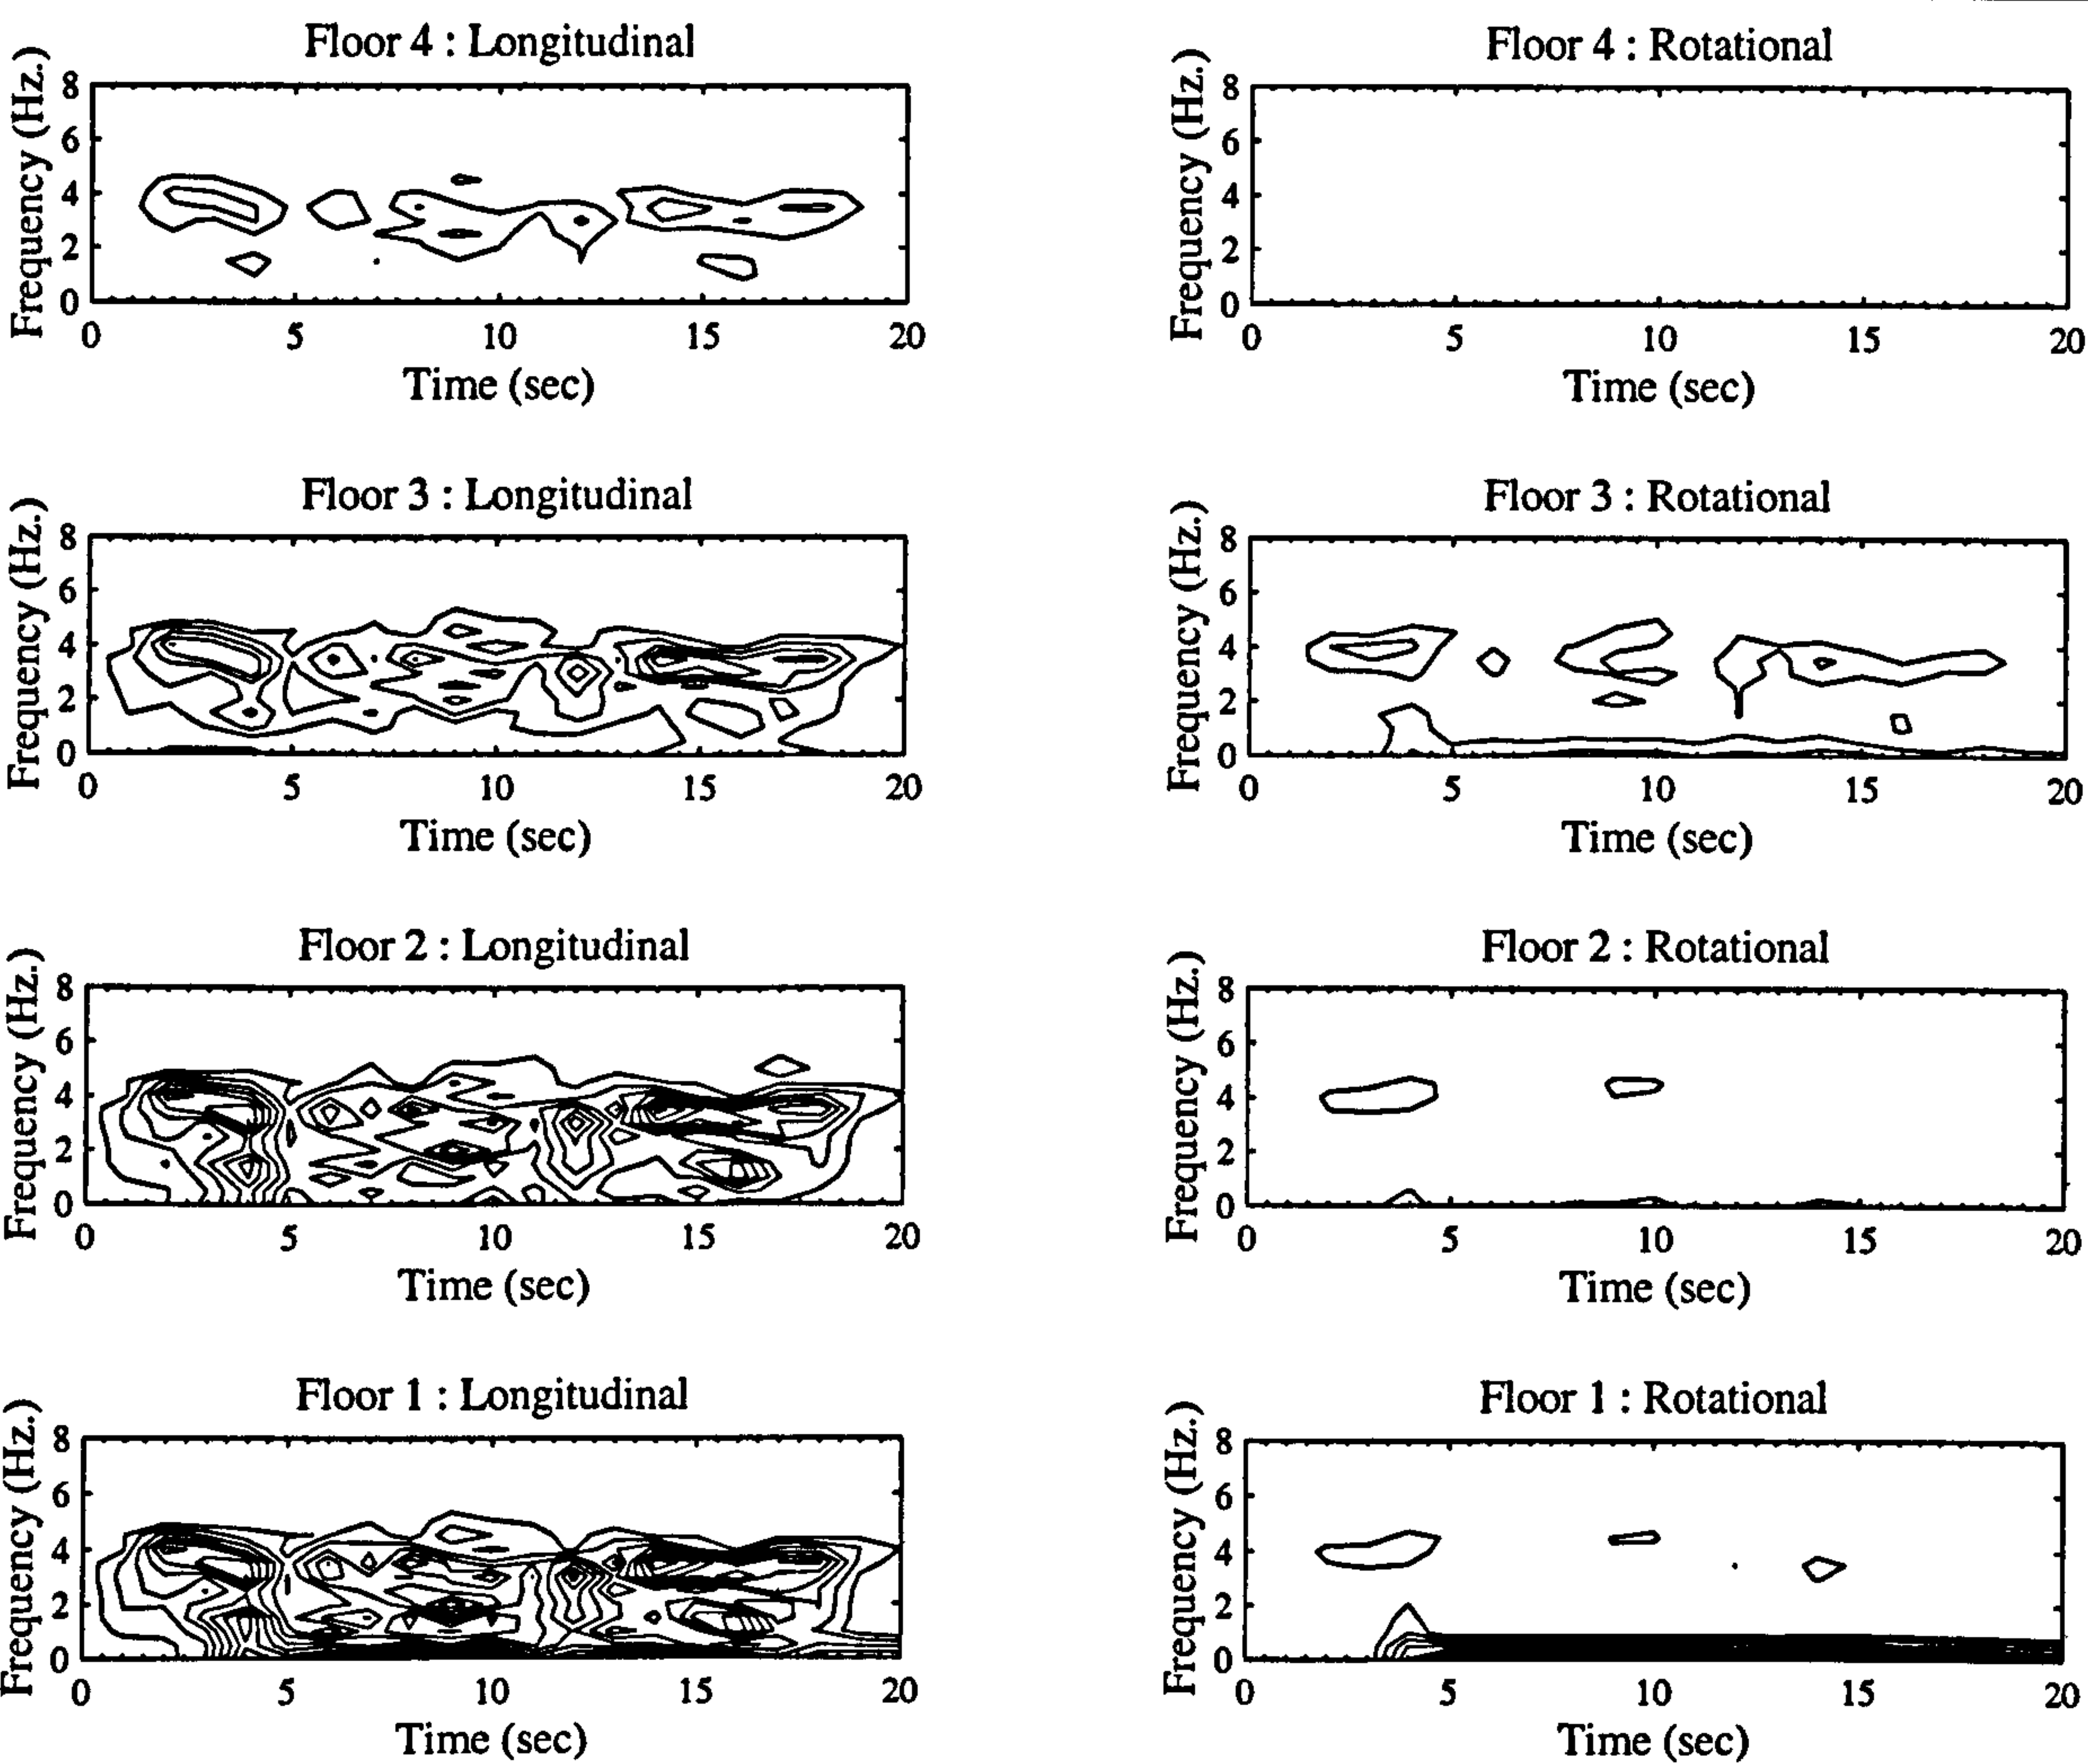 Floor 4 : Longitudinal
Frequency (Hz.)
8
6
4
2
0
0 5 10 15 20
Time (sec)
Floor 4 : Rotational
Frequency (Hz.)
8
6
4
2
0
0 5 10 15 20
Time (sec)
Floor 3 : Longitudinal
Frequency (Hz.)
8
6
4
2
0
0 5 10 15 20
Time (sec)
Floor 3 : Rotational
Frequency (Hz.)
8
6
4
2
0
0 5 10 15 20
Time (sec)
Floor 2 : Longitudinal
Frequency (Hz.)
8
6
4
2
0
0 5 10 15 20
Time (sec)
Floor 2 : Rotational
Frequency (Hz.)
8
6
4
2
0
0 5 10 15 20
Time (sec)
Floor 1 : Longitudinal
Frequency (Hz.)
8
6
4
2
0
0 5 10 15 20
Time (sec)
Floor 1 : Rotational
Frequency (Hz.)
8
6
4
2
0
0 5 10 15 20
Time (sec)